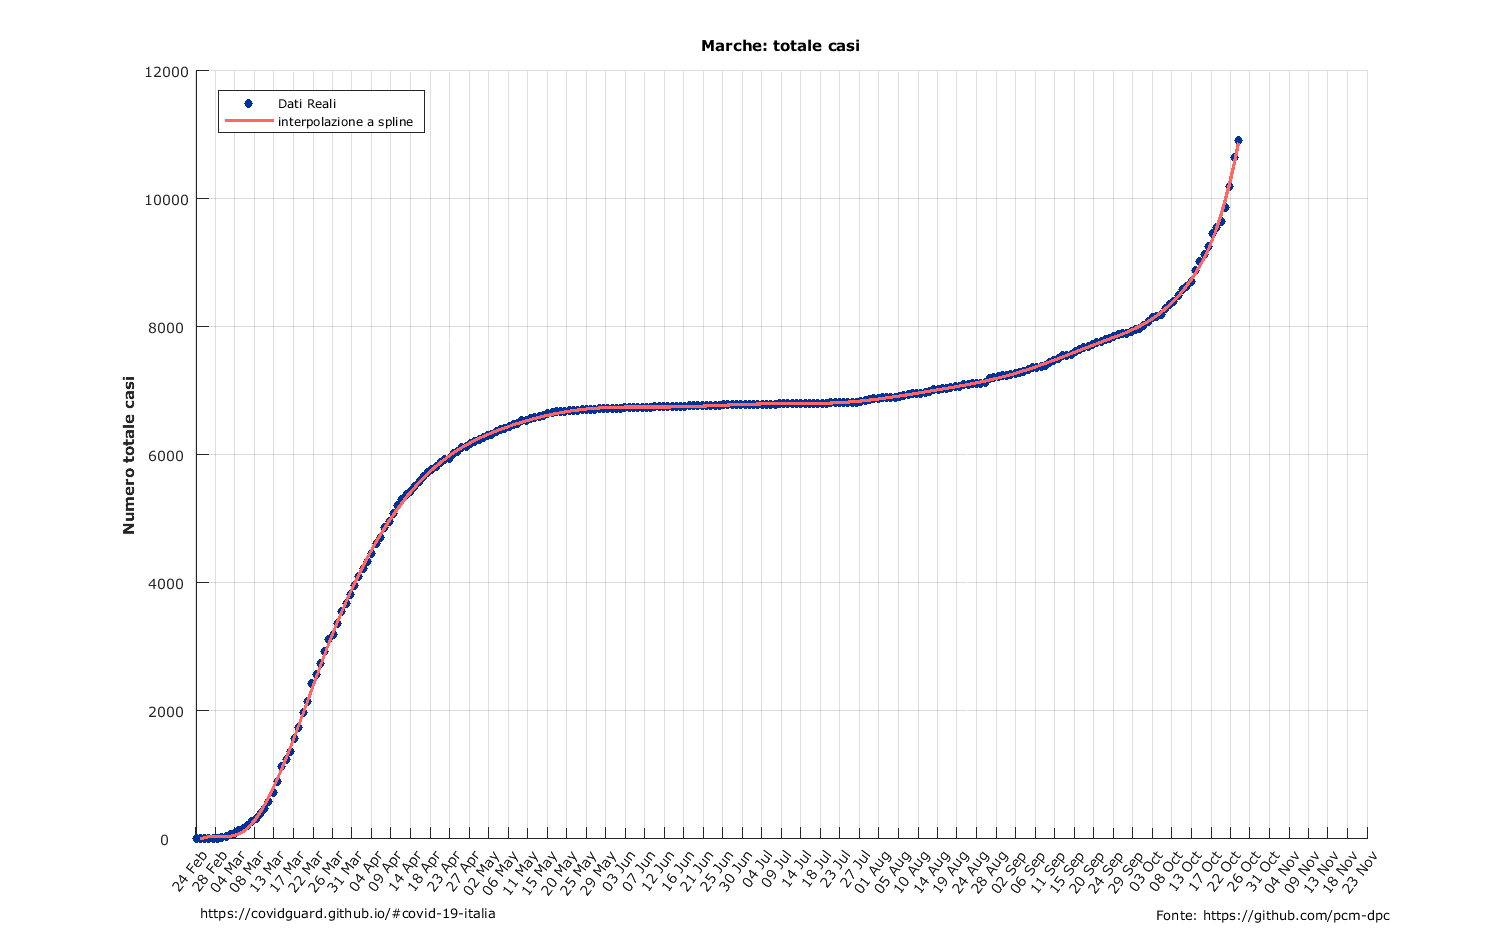 Marche: totale casi
12000
10000
8000
6000
4000
2000
0
Numero totale casi
Dati Reali
interpolazione a spline
24 Feb
28 Feb
04 Mar
08 Mar
13 Mar
17 Mar
22 Mar
26 Mar
31 Mar
04 Apr
09 Apr
14 Apr
18 Apr
23 Apr
27 Apr
02 May
06 May
11 May
15 May
20 May
25 May
29 May
03 Jun
07 Jun
12 Jun
16 Jun
21 Jun
25 Jun
30 Jun
04 Jul
09 Jul
14 Jul
18 Jul
23 Jul
27 Jul
01 Aug
05 Aug
10 Aug
14 Aug
19 Aug
24 Aug
28 Aug
02 Sep
06 Sep
11 Sep
15 Sep
20 Sep
24 Sep
29 Sep
03 Oct
08 Oct
13 Oct
17 Oct
22 Oct
26 Oct
31 Oct
04 Nov
09 Nov
13 Nov
18 Nov
23 Nov
https://covidguard.github.io/#covid-19-italia
Fonte: https://github.com/pcm-dpc